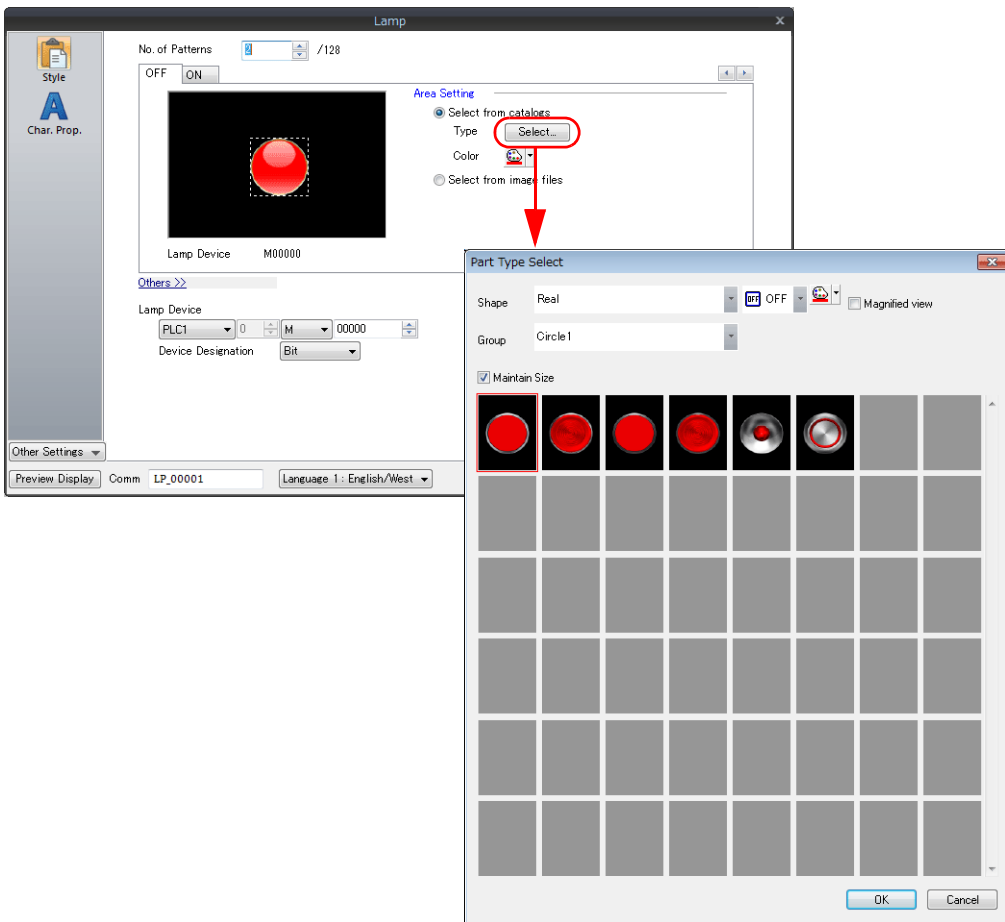 Lamp
x
Style
Char. Prop.
No. of Patterns 2 /128
OFF ON
Area Setting
Select from catalogs
Type Select...
Color
Select from image files
Lamp Device M00000
Others >>
Lamp Device
PLC1 0 M 00000
Device Designation Bit
Other Settings
Preview Display Comm LP_00001 Language 1 : English/West
Part Type Select
Shape Real OFF OFF Magnified view
Group Circle1
Maintain Size
OK Cancel